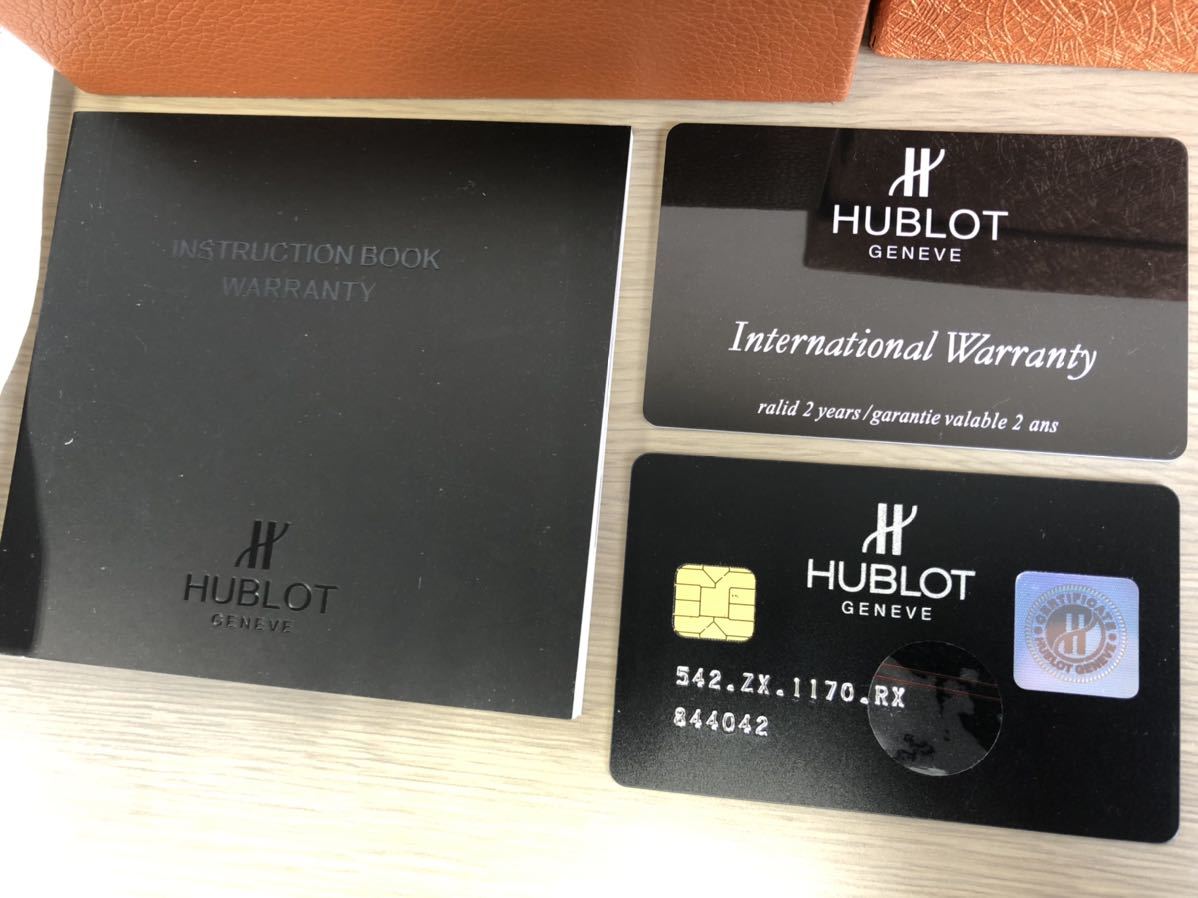 INSTRUCTION BOOK
WARRANTY
HUBLOT
GENEVE
HUBLOT
GENEVE
International Warranty
ralid 2 years/garantie valable 2 ans
HUBLOT
GENEVE
542.ZX.1170.RX
844042
CERTIFICATE
HUBLOT GENEVE